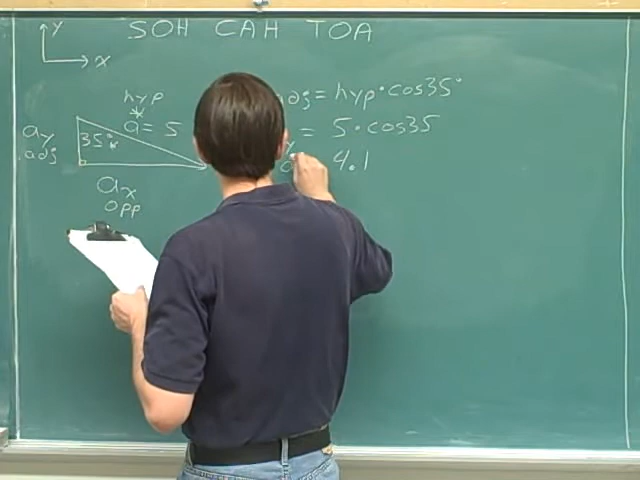 Y
SOH CAH TOA
X
hyp
adj = hyp·cos35°
ay
35°
a = 5
= 5·cos35
adj
4.1
ax
opp